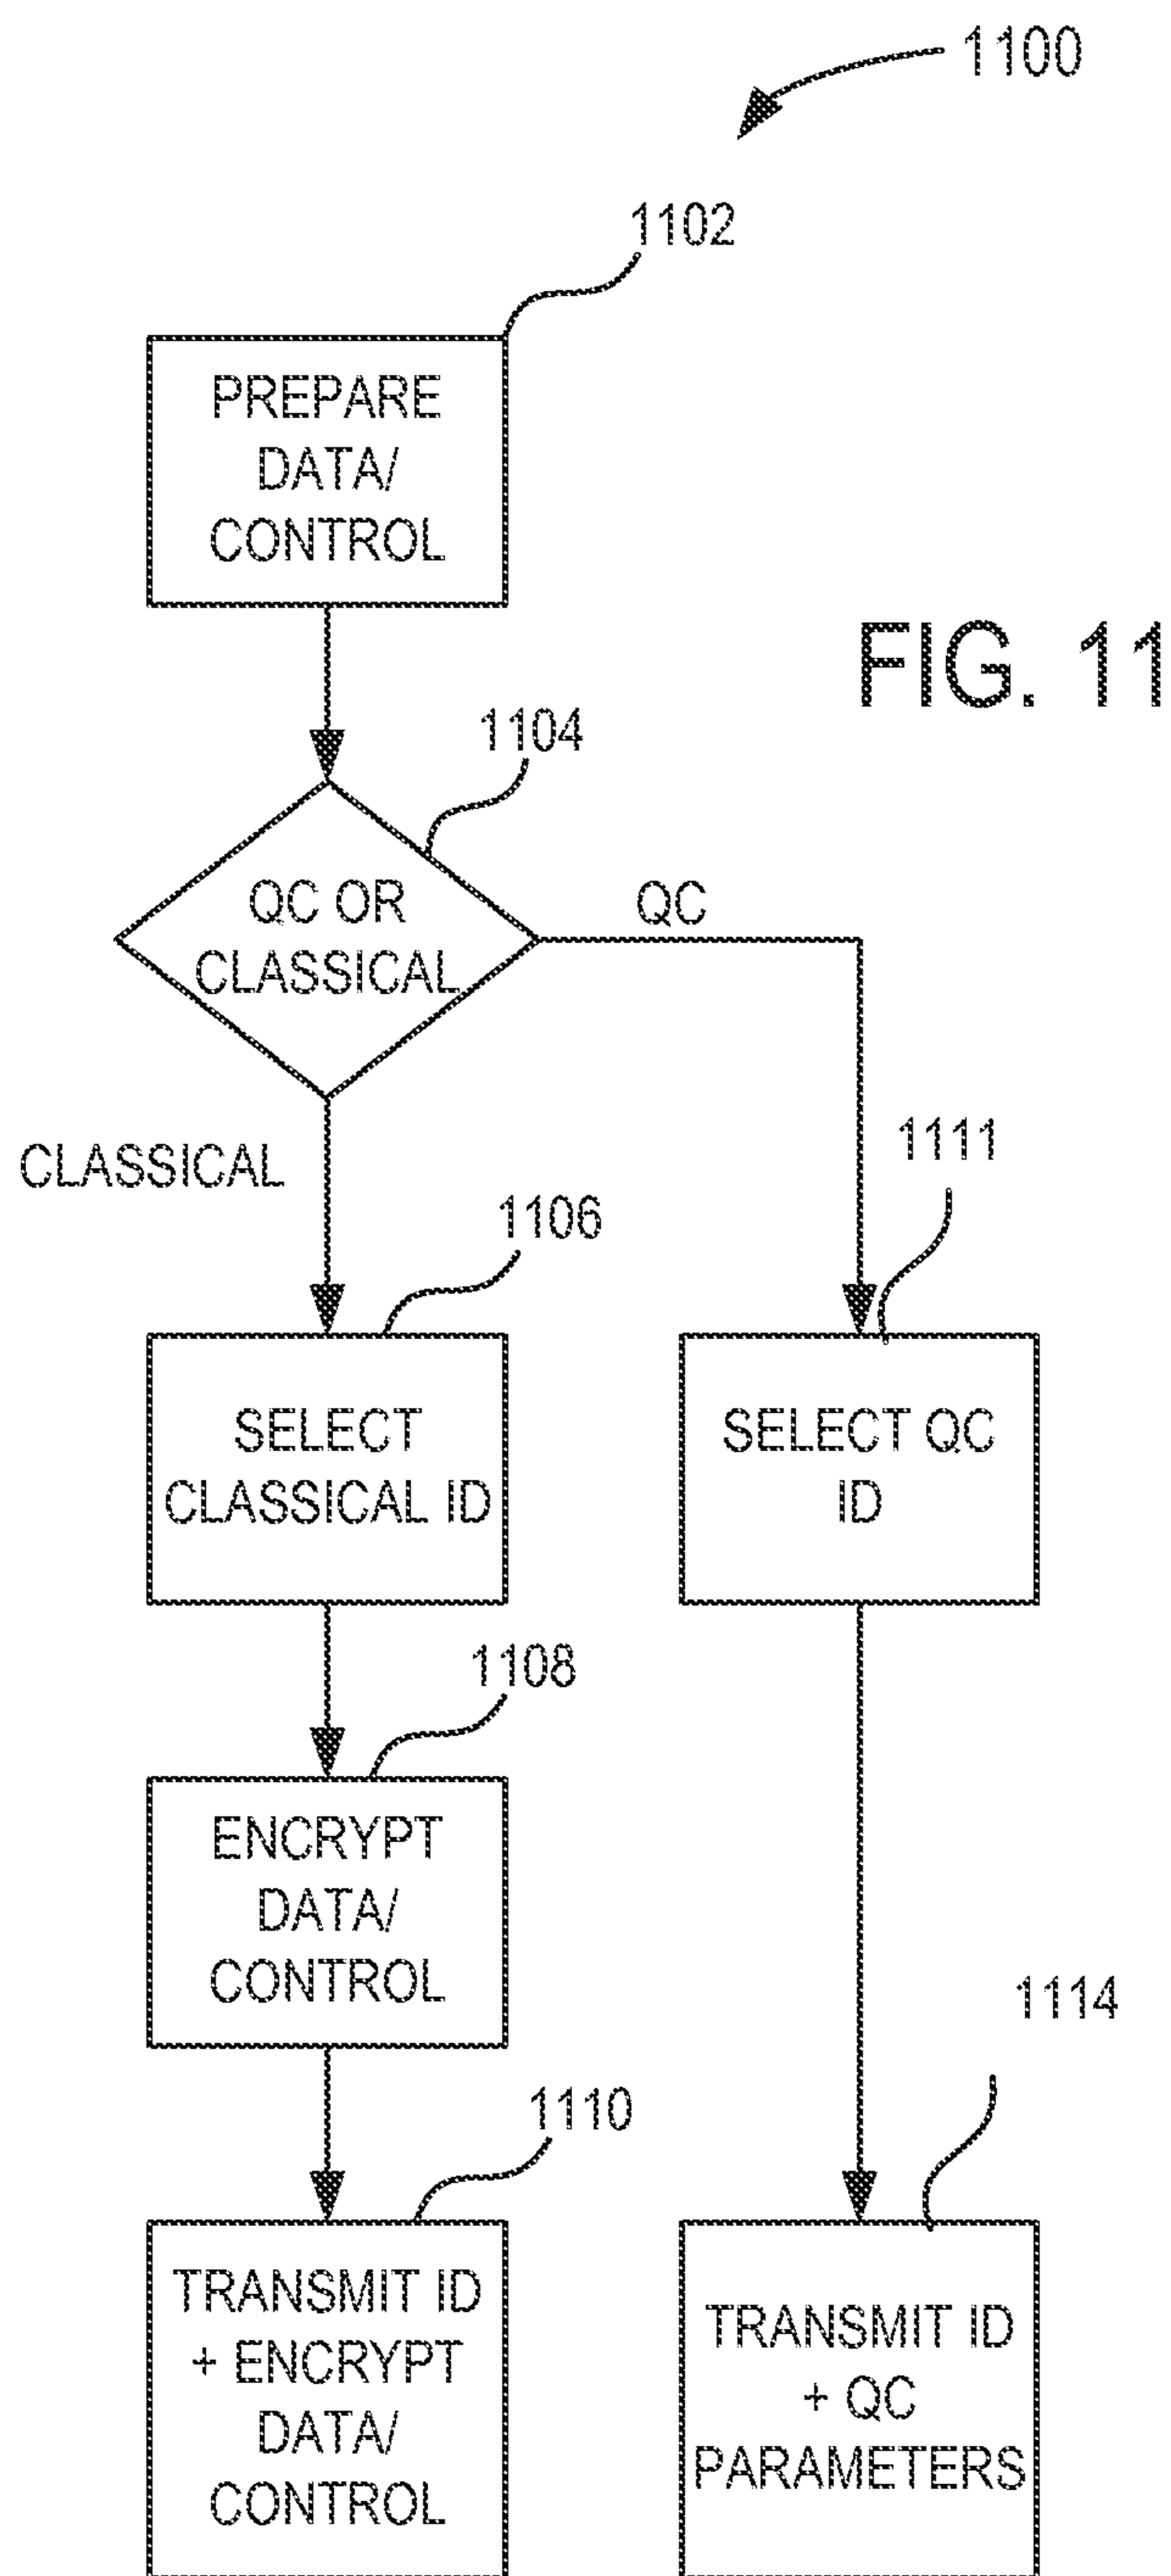 1100
1102
PREPARE
DATA/
CONTROL
FIG. 11
1104
QC OR
CLASSICAL
QC
CLASSICAL
1111
1106
SELECT
CLASSICAL ID
SELECT QC
ID
1108
ENCRYPT
DATA/
CONTROL
1114
1110
TRANSMIT ID
+ ENCRYPT
DATA/
CONTROL
TRANSMIT ID
+ QC
PARAMETERS